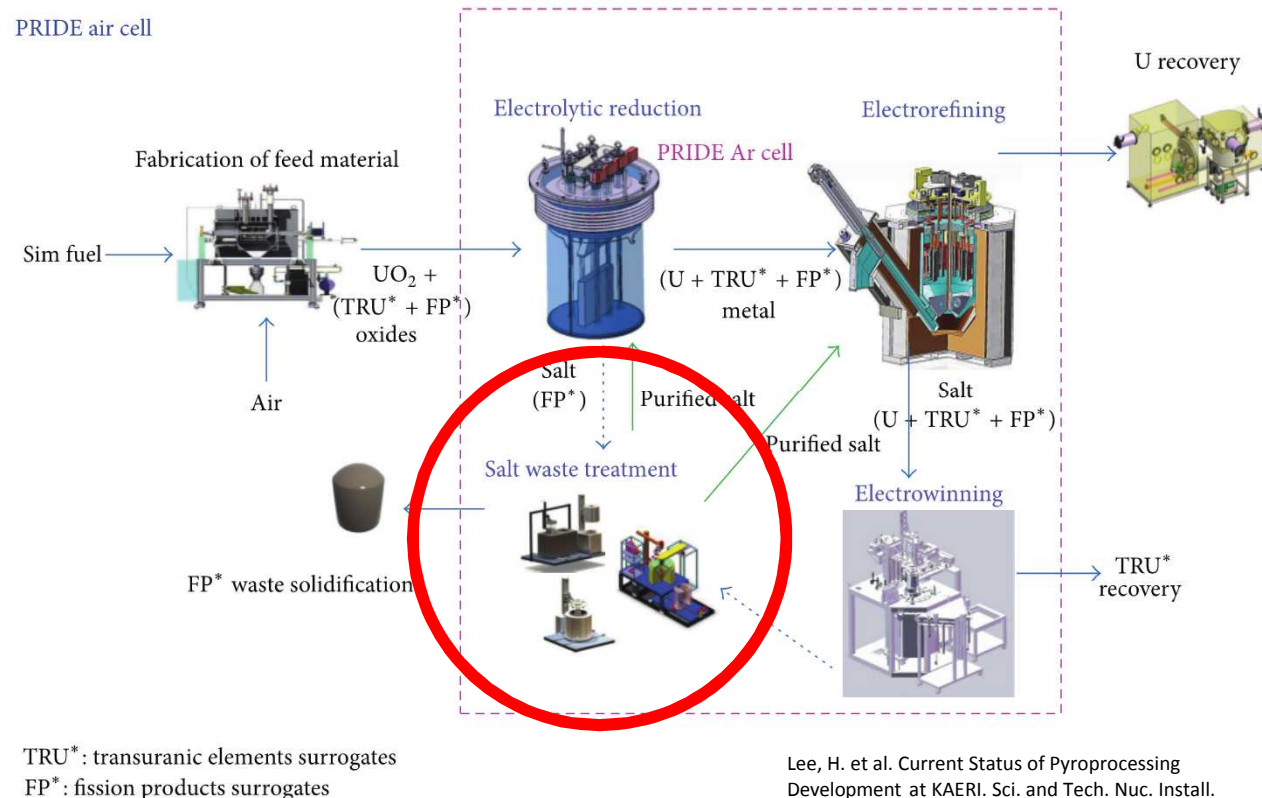 PRIDE air cell
U recovery
Electrolytic reduction
Electrorefining
PRIDE Ar cell
Fabrication of feed material
Sim fuel
UO₂ +
(TRU* + FP*)
oxides
(U + TRU* + FP*)
metal
Air
Salt
(FP*)
Purified salt
Purified salt
Salt
(U + TRU* + FP*)
Salt waste treatment
Electrowinning
FP* waste solidification
TRU*
recovery
TRU*: transuranic elements surrogates
FP*: fission products surrogates
Lee, H. et al. Current Status of Pyroprocessing
Development at KAERI. Sci. and Tech. Nuc. Install.